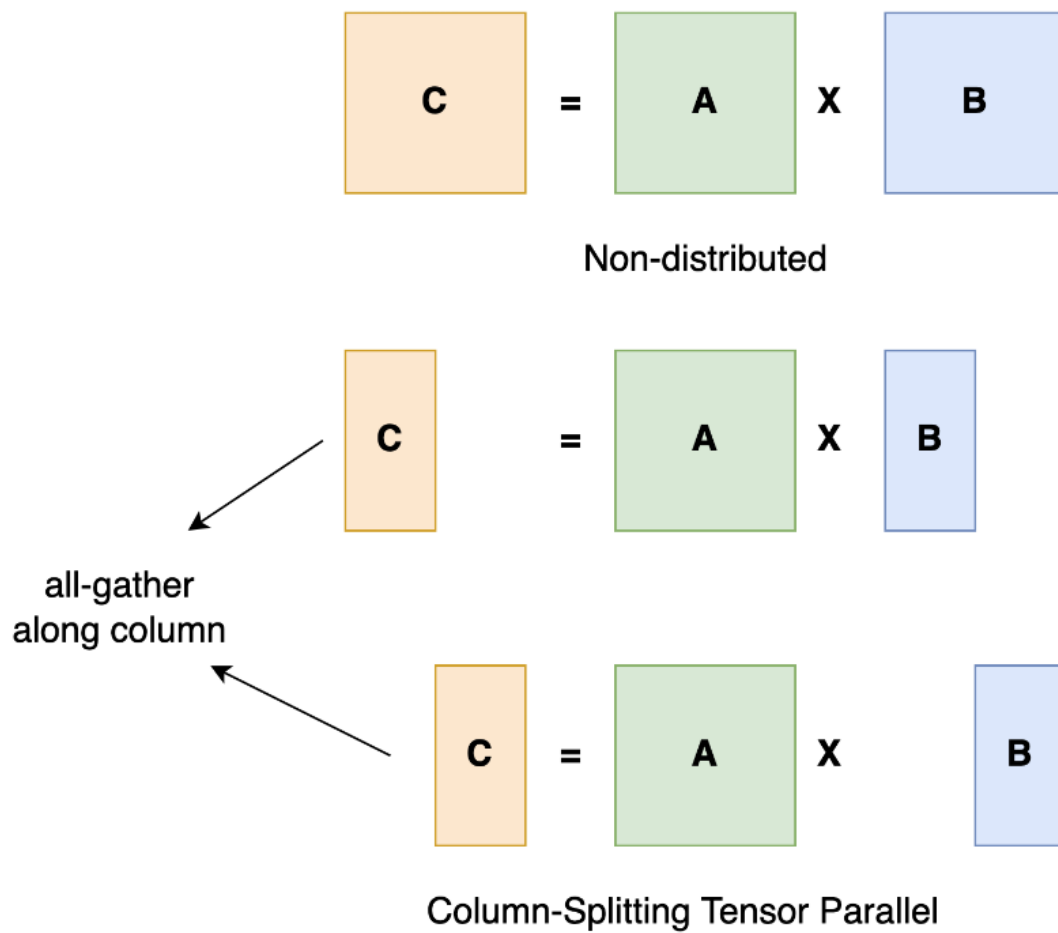 C = A X B
Non-distributed
C = A X B
all-gather
along column
C = A X B
Column-Splitting Tensor Parallel